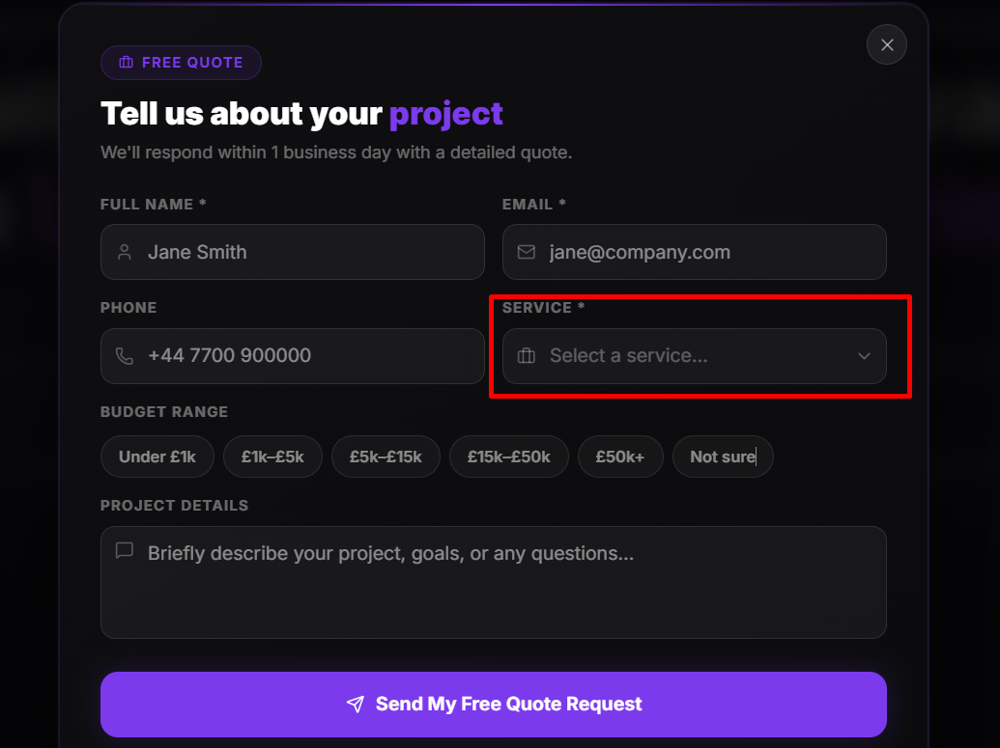 FREE QUOTE
Tell us about your project
We'll respond within 1 business day with a detailed quote.
FULL NAME *
EMAIL *
Jane Smith
jane@company.com
PHONE
SERVICE *
+44 7700 900000
Select a service...
BUDGET RANGE
Under £1k
£1k–£5k
£5k–£15k
£15k–£50k
£50k+
Not sure
PROJECT DETAILS
Briefly describe your project, goals, or any questions...
Send My Free Quote Request